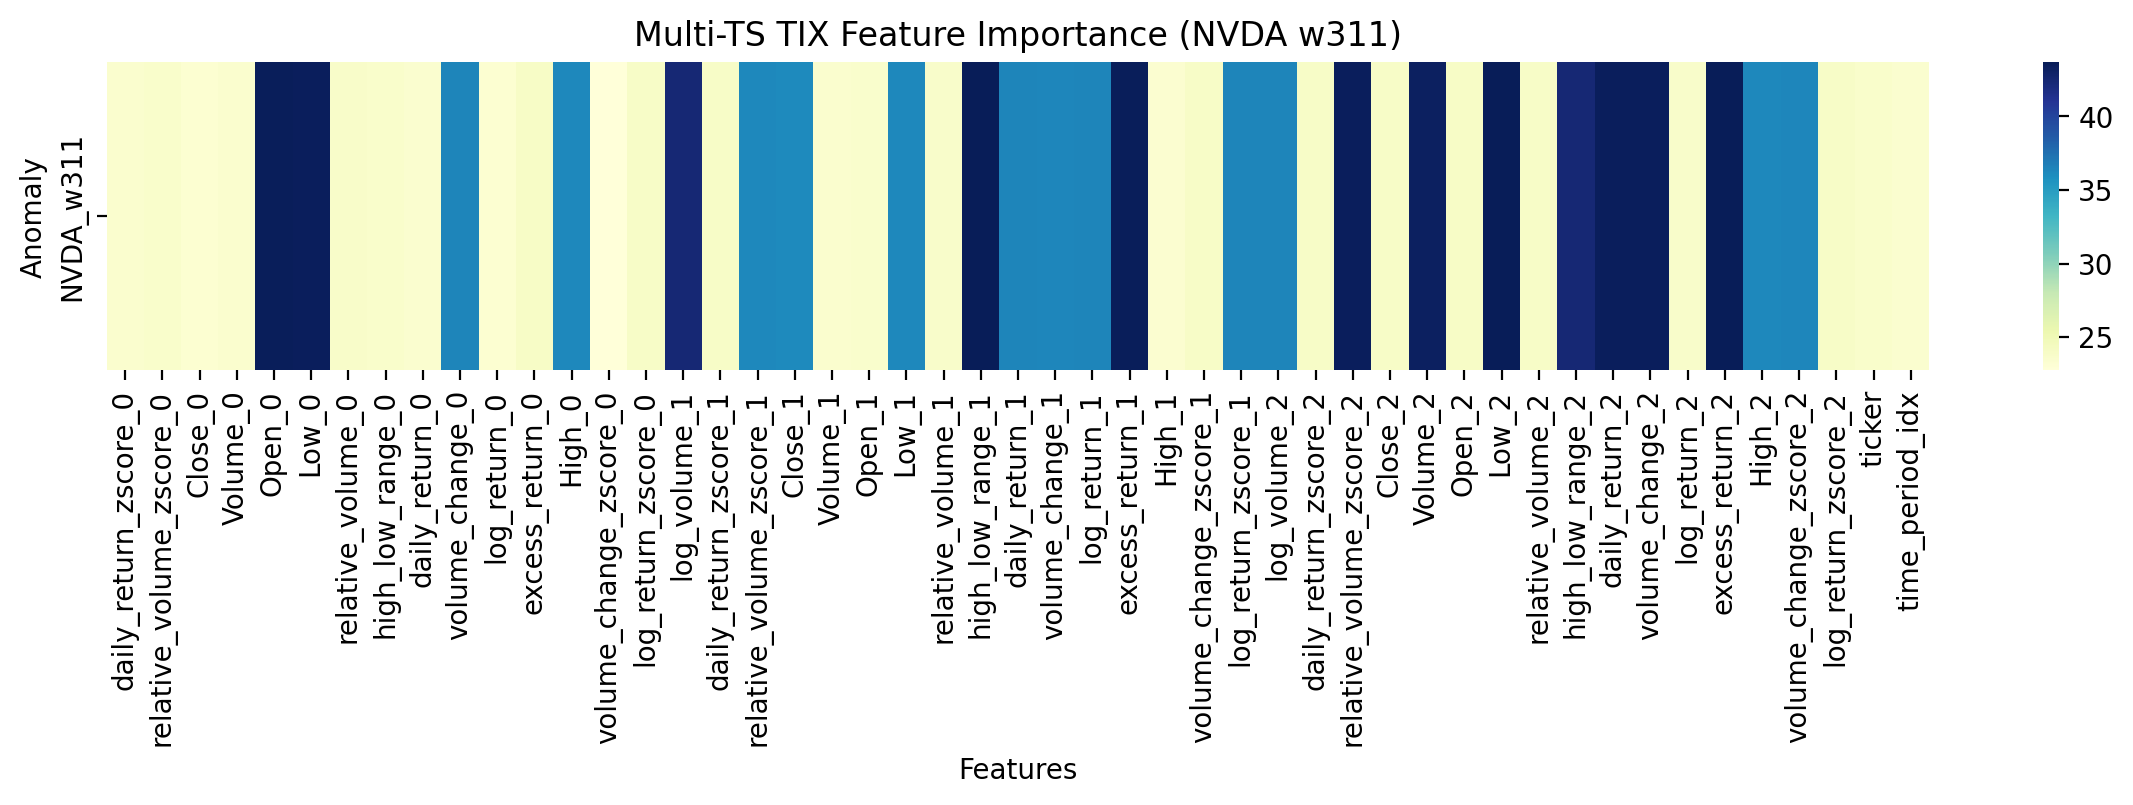 Multi-TS TIX Feature Importance (NVDA w311)
Anomaly
NVDA_w311
40
35
30
25
daily_return_zscore_0
relative_volume_zscore_0
Close_0
Volume_0
Open_0
Low_0
relative_volume_0
high_low_range_0
daily_return_0
volume_change_0
log_return_0
excess_return_0
High_0
volume_change_zscore_0
log_return_zscore_0
log_volume_1
daily_return_zscore_1
relative_volume_zscore_1
Close_1
Volume_1
Open_1
Low_1
relative_volume_1
high_low_range_1
daily_return_1
volume_change_1
log_return_1
excess_return_1
High_1
volume_change_zscore_1
log_return_zscore_1
log_volume_2
daily_return_zscore_2
relative_volume_zscore_2
Close_2
Volume_2
Open_2
Low_2
relative_volume_2
high_low_range_2
daily_return_2
volume_change_2
log_return_2
excess_return_2
High_2
volume_change_zscore_2
log_return_zscore_2
ticker
time_period_idx
Features